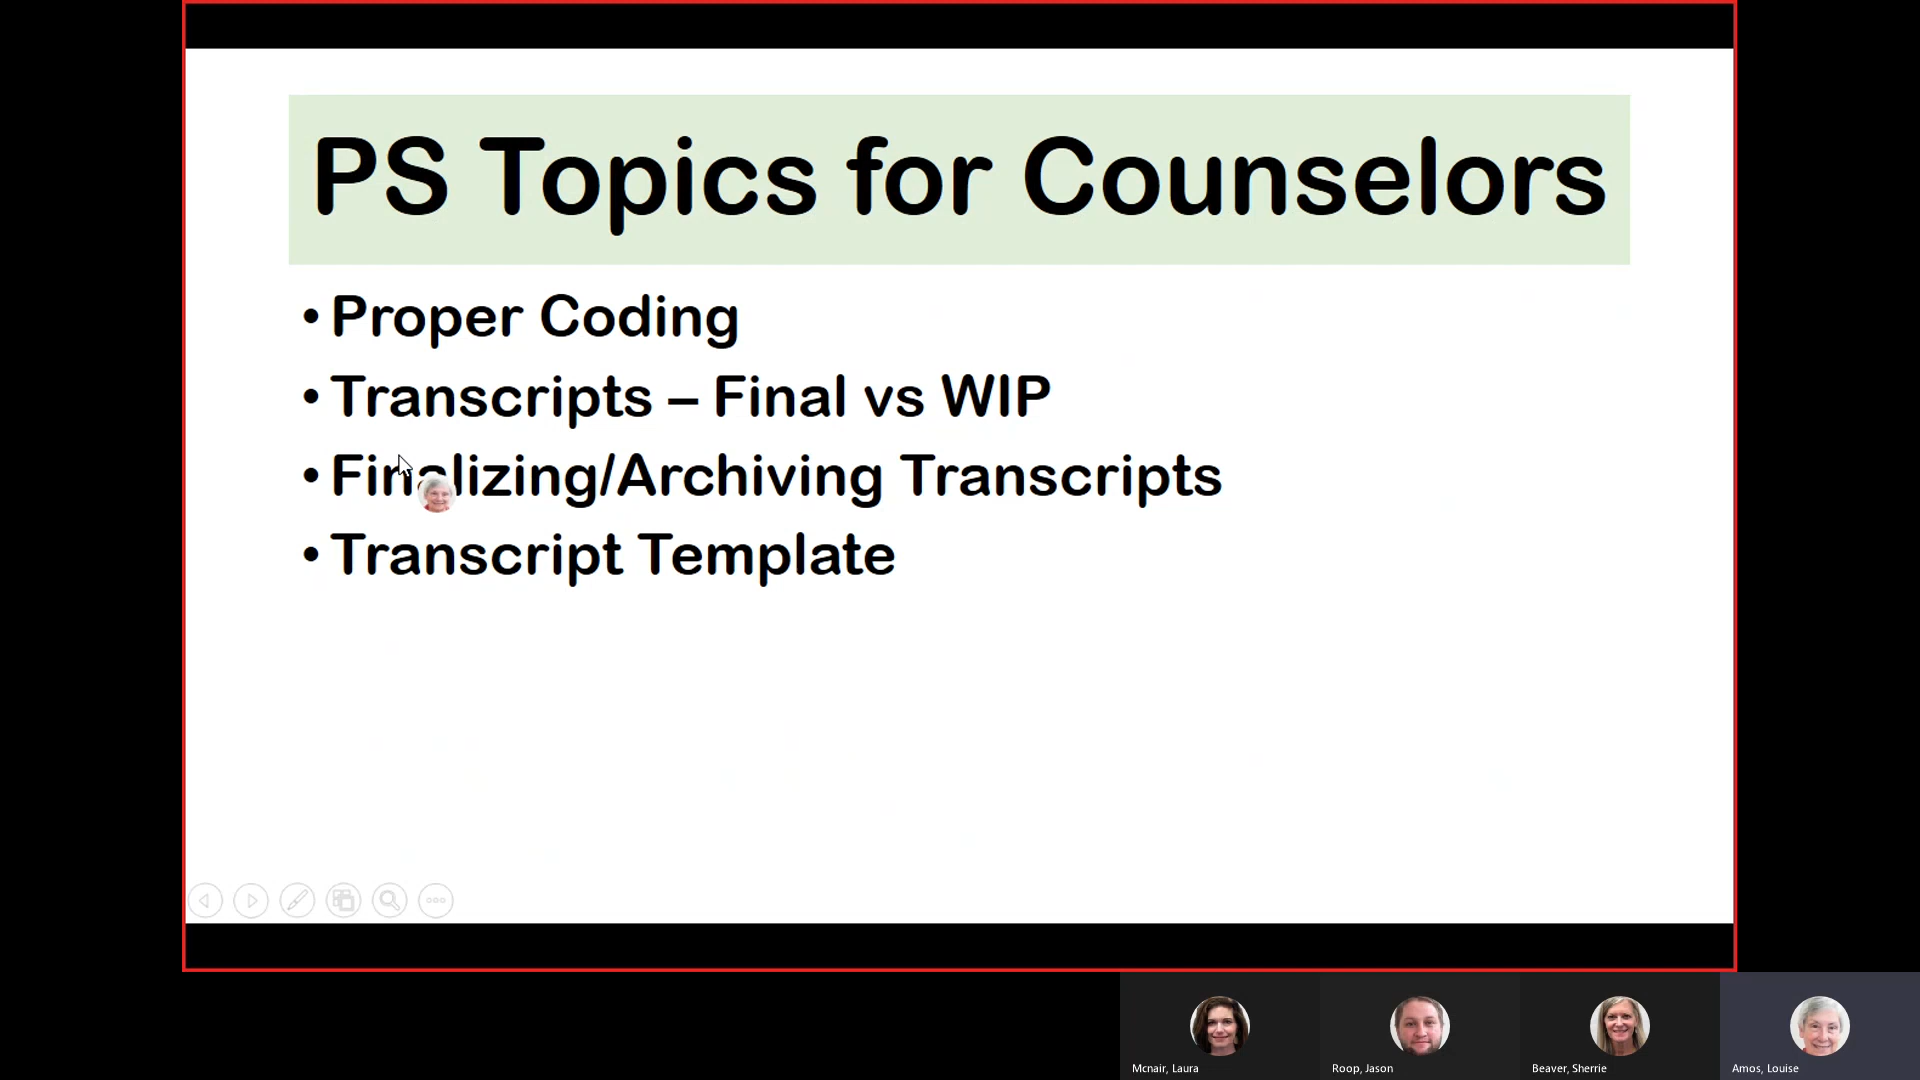 PS Topics for Counselors
• Proper Coding
• Transcripts – Final vs WIP
• Finalizing/Archiving Transcripts
• Transcript Template
Mcnair, Laura
Roop, Jason
Beaver, Sherrie
Amos, Louise